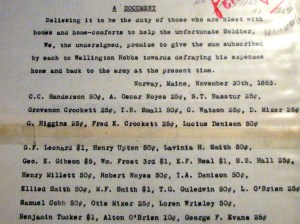 A DOCUMENT
Believing it to be the duty of those who are blest with
homes and home-comforts to help the unfortunate Soldier,
We, the unsigned, promise to give the sum subscribed
by each to Wellington Hobbs towards defraying his expenses
home and back to the army at the present time.
Norway, Maine, November 30th, 1863.
C.C. Sanderson 50¢, A. Oscar Noyes 25¢, H.T. 25¢,
Grovenon Crockett 25¢, I.W. Small 50¢, C. Watson 25¢, D. Mixer 25¢
G. Higgins 25¢, Fred E. Crockett 25¢, Lucius Denison 50¢
G.F. Leonard $1, Henry Upton 50¢, Lavinia H. Smith 50¢,
Geo. K. Gibson $5, Wm. Frost 3rd $1, E.F. Beal $1, B.S. Hall 25¢,
Henry Millett 50¢, Robert Noyes 50¢, I.A. Denison 50¢,
Elliot Smith 50¢, M.F. Smith $1, T.G. 50¢, L. O'Brien 25¢
Samuel Cobb 50¢, Otis Mixer 25¢, Loren Wrisley 50¢,
Benjamin Tucker $1, Alton O'Brien 10¢, George F. Evans 25¢